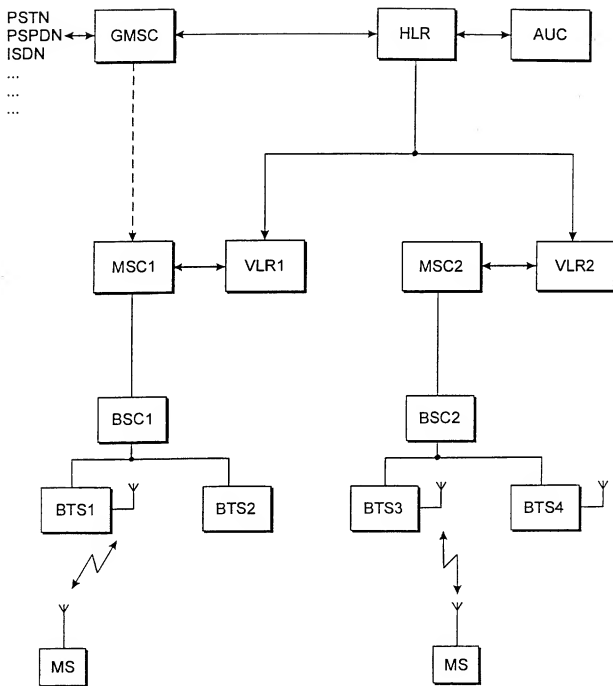 PSTN
PSPDN
ISDN
...
...
...
GMSC
HLR
AUC
MSC1
VLR1
MSC2
VLR2
BSC1
BSC2
BTS1
BTS2
BTS3
BTS4
MS
MS